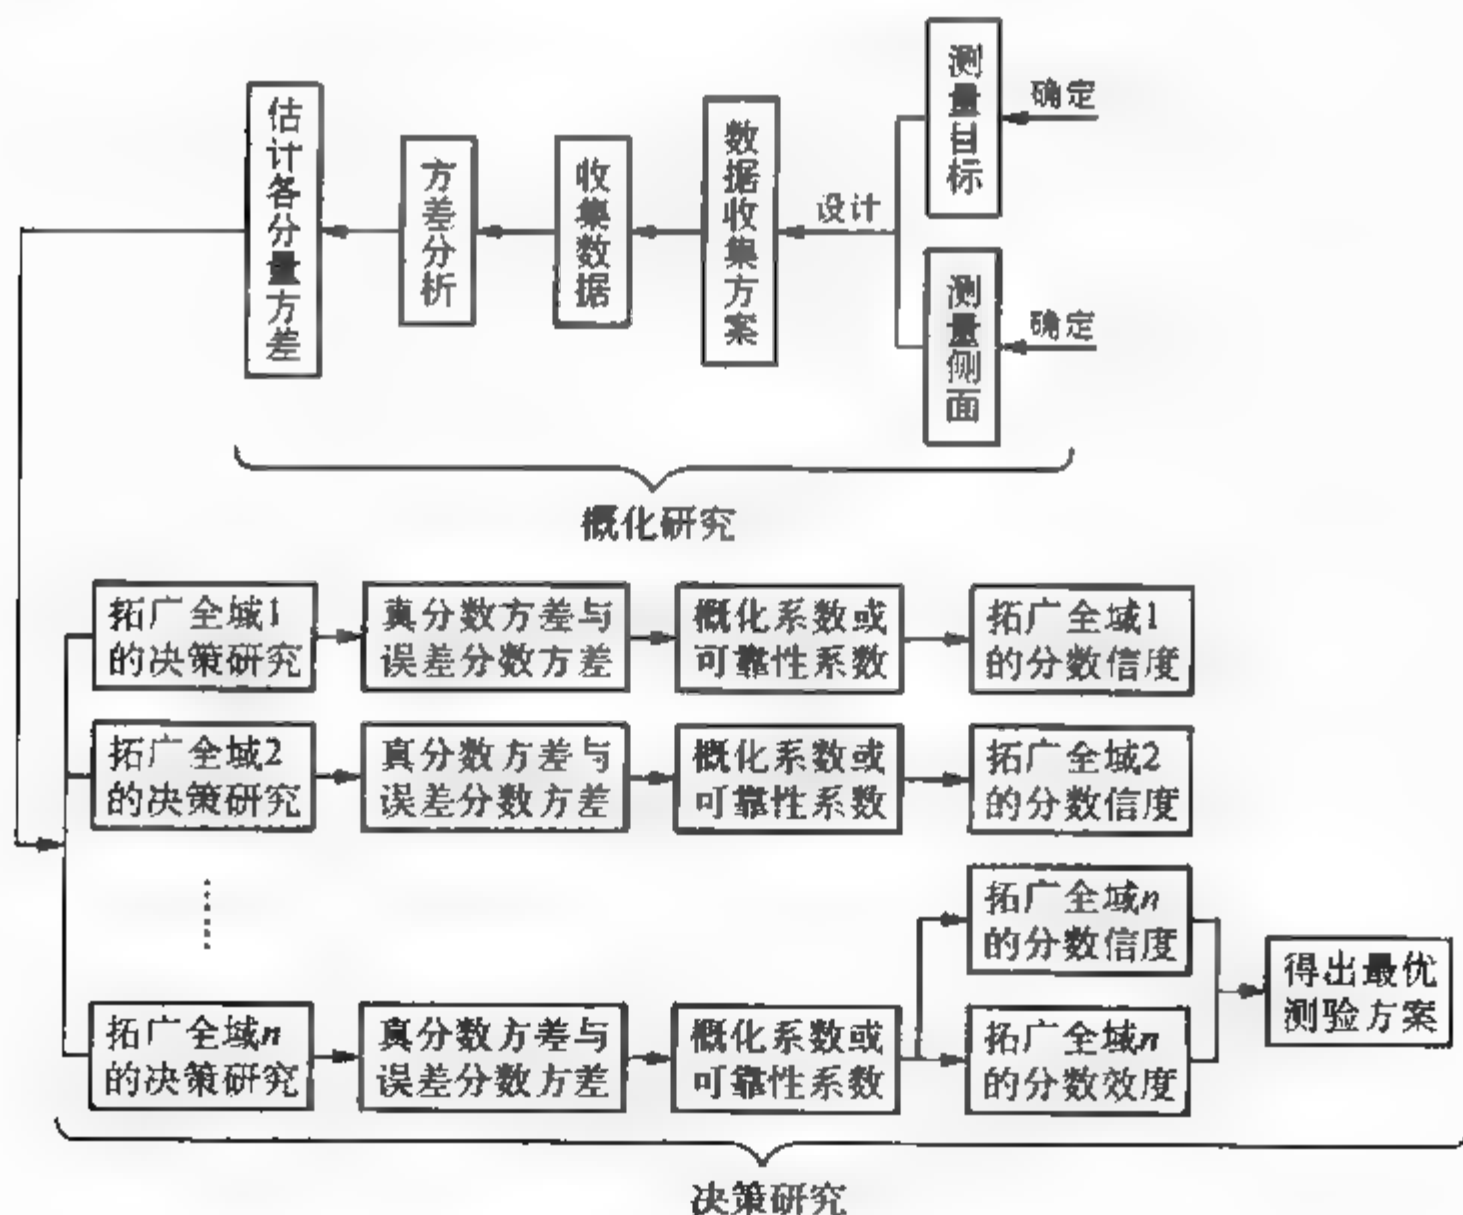 确定
测量目标
确定
测量侧面
设计
数据收集方案
收集数据
方差分析
估计各分量方差
概化研究
拓广全域1
的决策研究
真分数方差与
误差分数方差
概化系数或
可靠性系数
拓广全域1
的分数信度
拓广全域2
的决策研究
真分数方差与
误差分数方差
概化系数或
可靠性系数
拓广全域2
的分数信度
拓广全域n
的决策研究
真分数方差与
误差分数方差
概化系数或
可靠性系数
拓广全域n
的分数信度
拓广全域n
的分数效度
得出最优
测验方案
决策研究